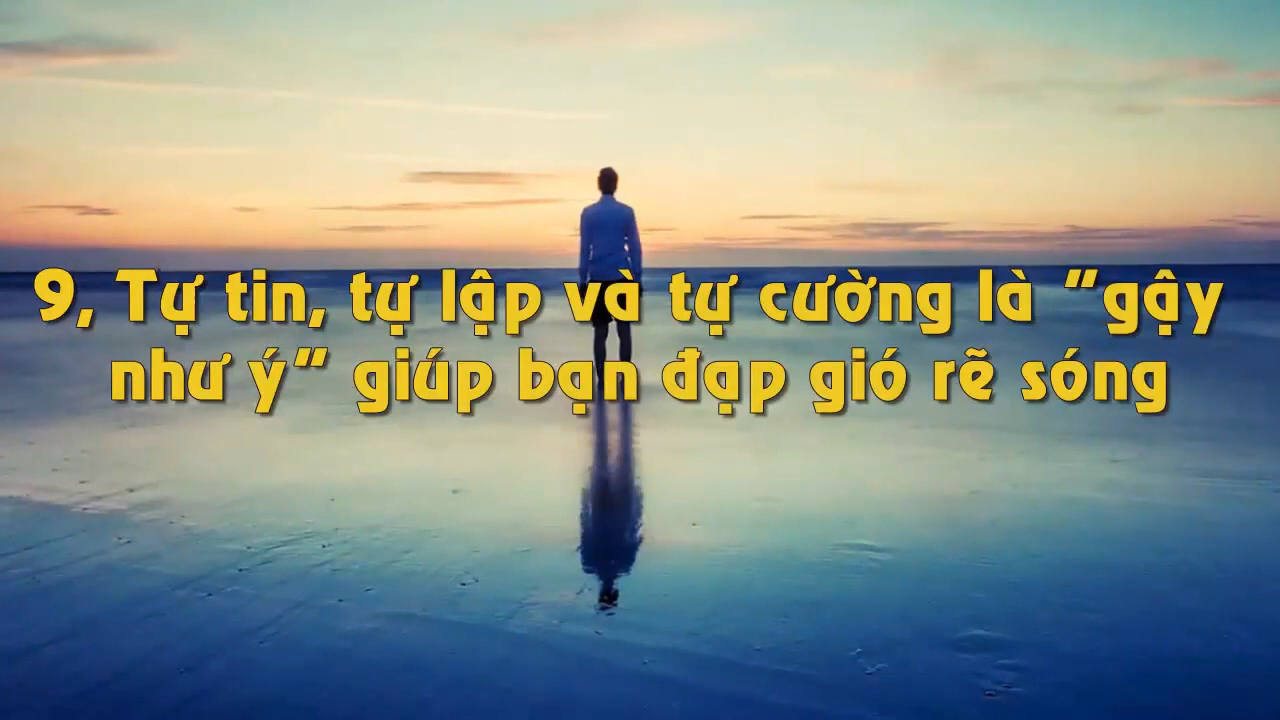 9, Tự tin, tự lập và tự cường là “gậy
như ý” giúp bạn đạp gió rẽ sóng